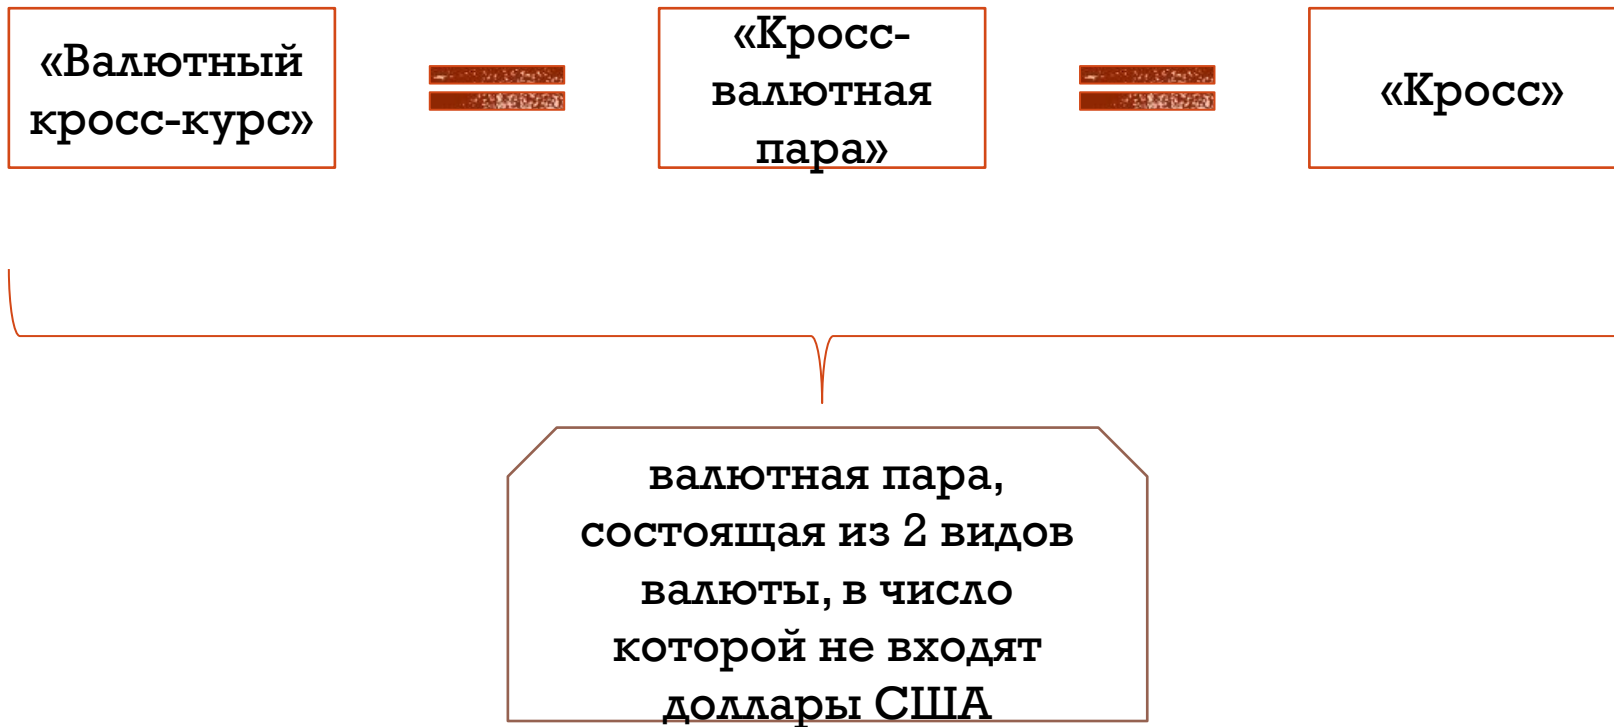 «Валютный
кросс-курс»
«Кросс-
валютная
пара»
«Кросс»
валютная пара,
состоящая из 2 видов
валюты, в число
которой не входят
доллары США